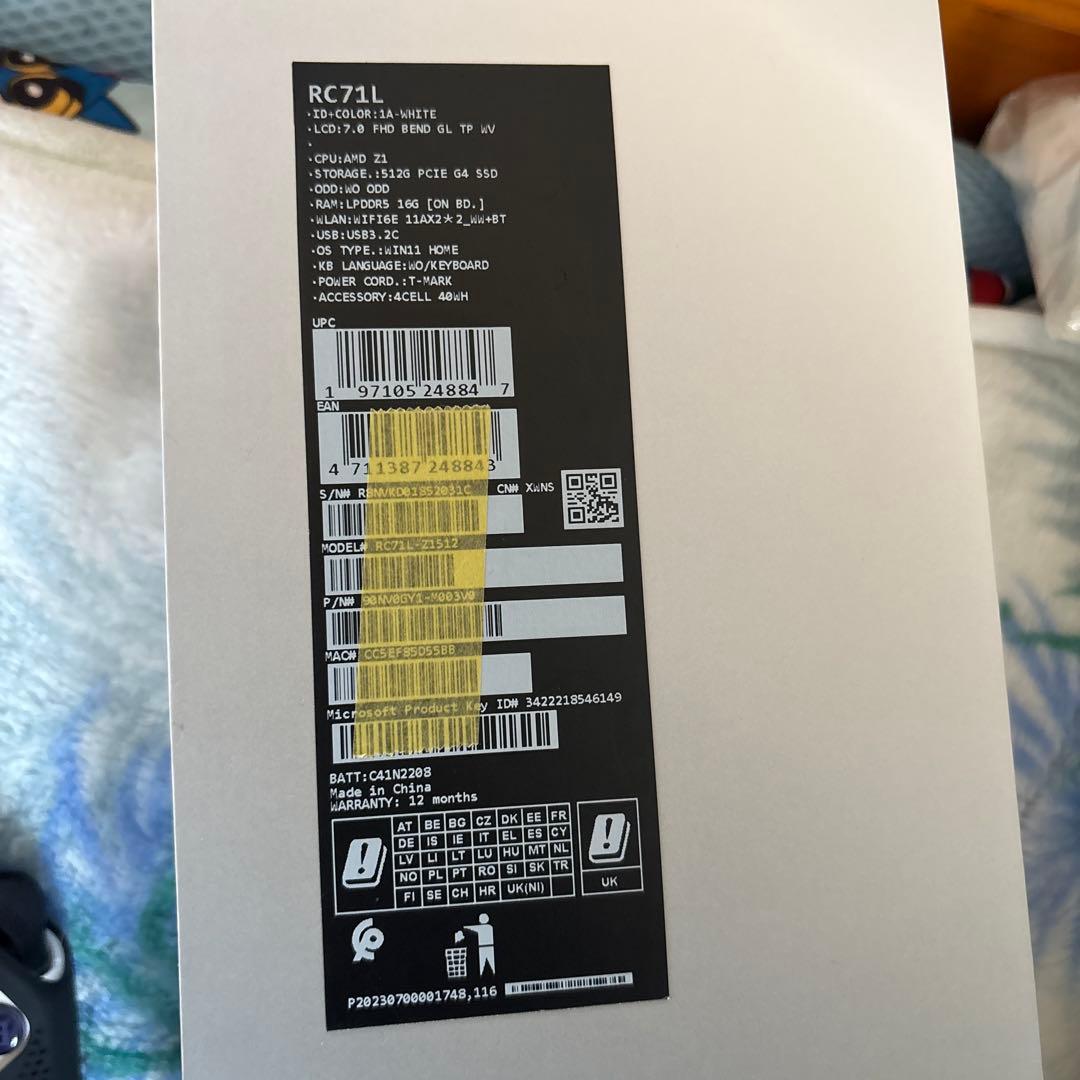 RC71L
·ID+COLOR:1A-WHITE
·LCD:7.0 FHD BEND GL TP WV
·
·CPU:AMD Z1
·STORAGE.:512G PCIE G4 SSD
·ODD:WO ODD
·RAM:LPDDR5 16G [ON BD.]
·WLAN:WIFI6E 11AX2*2_WW+BT
·USB:USB3.2C
·OS TYPE.:WIN11 HOME
·KB LANGUAGE:WO/KEYBOARD
·POWER CORD.:T-MARK
·ACCESSORY:4CELL 40WH
UPC
1 97105 24884 7
EAN
4 711387 248843
S/N# CN# XWNS
MODEL# RC71L-Z1512
P/N# 90NV0GY1-M003V0
MAC# CC5EF85D55BB
Microsoft Product Key ID# 3422218546149
BATT:C41N2208
Made in China
WARRANTY: 12 months
AT BE BG CZ DK EE FR
DE IS IE IT EL ES CY
LV LI LT LU HU MT NL
NO PL PT RO SI SK TR
FI SE CH HR UK(NI)
UK
P20230700001748,116